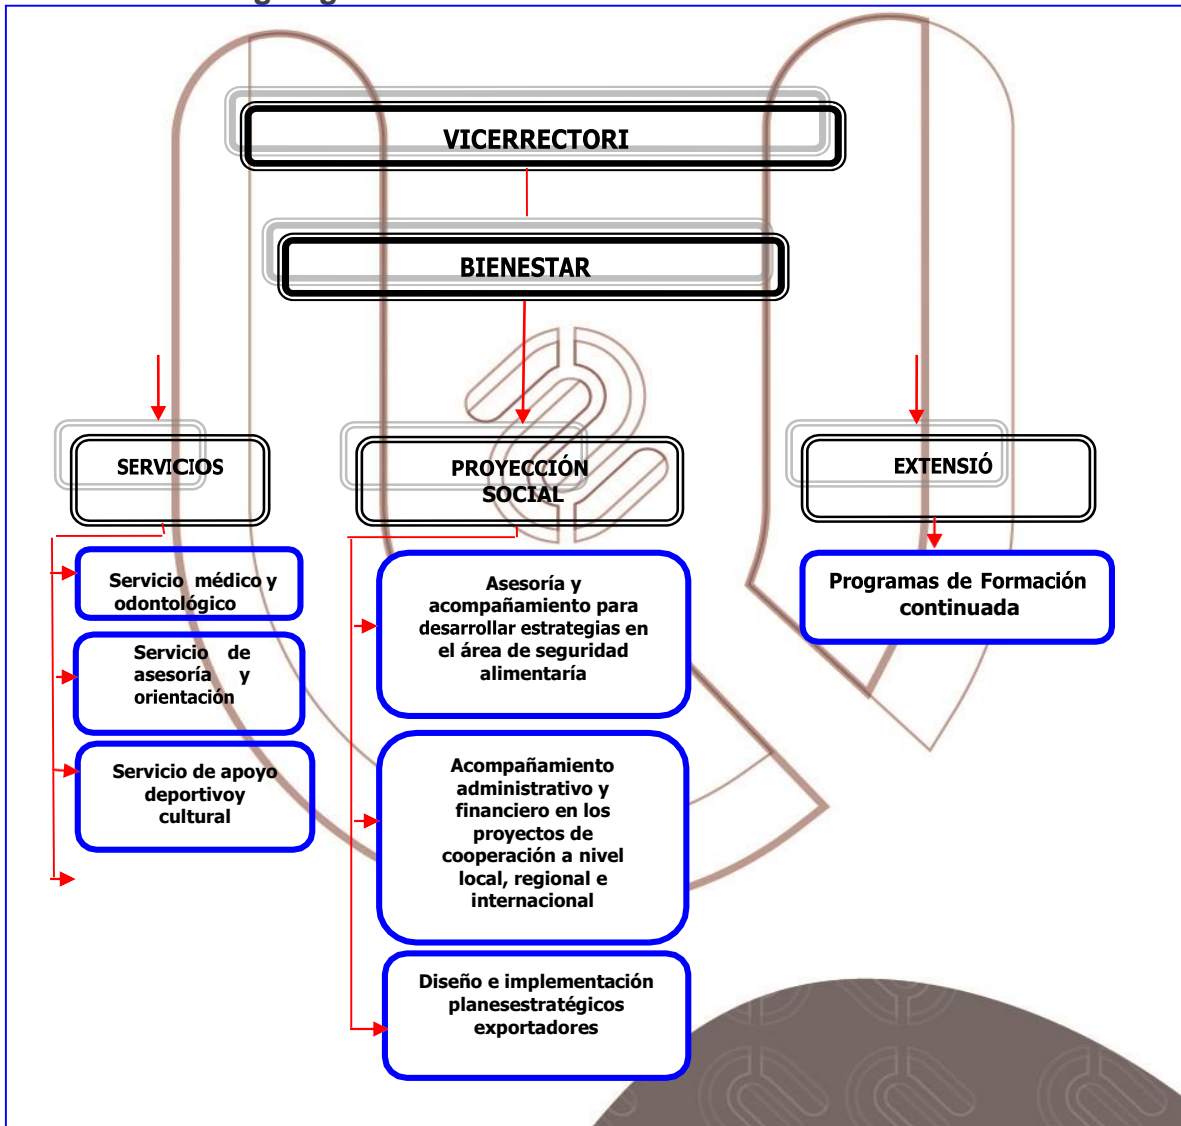 VICERRECTORI
BIENESTAR
SERVICIOS
Servicio médico y
odontológico
Servicio de
asesoría y
orientación
Servicio de apoyo
deportivoy
cultural
PROYECCIÓN
SOCIAL
Asesoría y
acompañamiento para
desarrollar estrategias en
el área de seguridad
alimentaría
Acompañamiento
administrativo y
financiero en los
proyectos de
cooperación a nivel
local, regional e
internacional
Diseño e implementación
planesestratégicos
exportadores
EXTENSIÓ
Programas de Formación
continuada